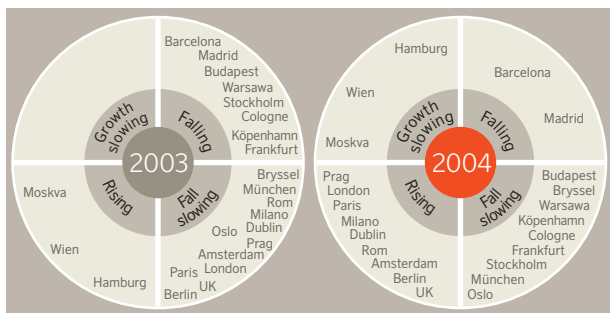 Growth slowing
Falling
2003
Rising
Fall slowing
Barcelona
Madrid
Budapest
Warsawa
Stockholm
Cologne
Köpenhamn
Frankfurt
Moskva
Wien
Hamburg
Bryssel
München
Rom
Milano
Dublin
Oslo
Prag
Amsterdam
London
Paris
UK
Berlin
Growth slowing
Falling
2004
Rising
Fall slowing
Hamburg
Wien
Moskva
Barcelona
Madrid
Prag
London
Paris
Milano
Dublin
Rom
Amsterdam
Berlin
UK
Budapest
Bryssel
Warsawa
Köpenhamn
Cologne
Frankfurt
Stockholm
München
Oslo